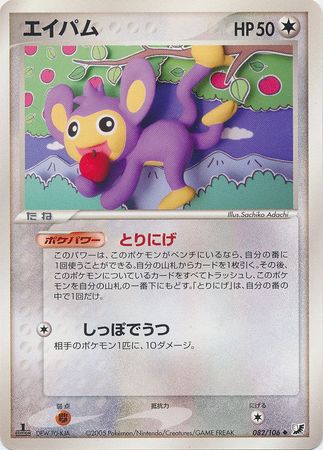 エイパム HP50
たね
Illus.Sachiko Adachi
ポケパワー とりにげ
このパワーは、このポケモンがベンチにいるなら、自分の番に
1回使うことができる。自分の山札からカードを1枚引く。その後、
このポケモンについているカードをすべてトラッシュし、このポケ
モンを自分の山札の一番下にもどす。「とりにげ」は、自分の番
の中で1回だけ。
しっぽでうつ
相手のポケモン1匹に、10ダメージ。
弱点 抵抗力 にげる
1 EDITION ©2005 Pokémon/Nintendo/Creatures/GAME FREAK 082/106